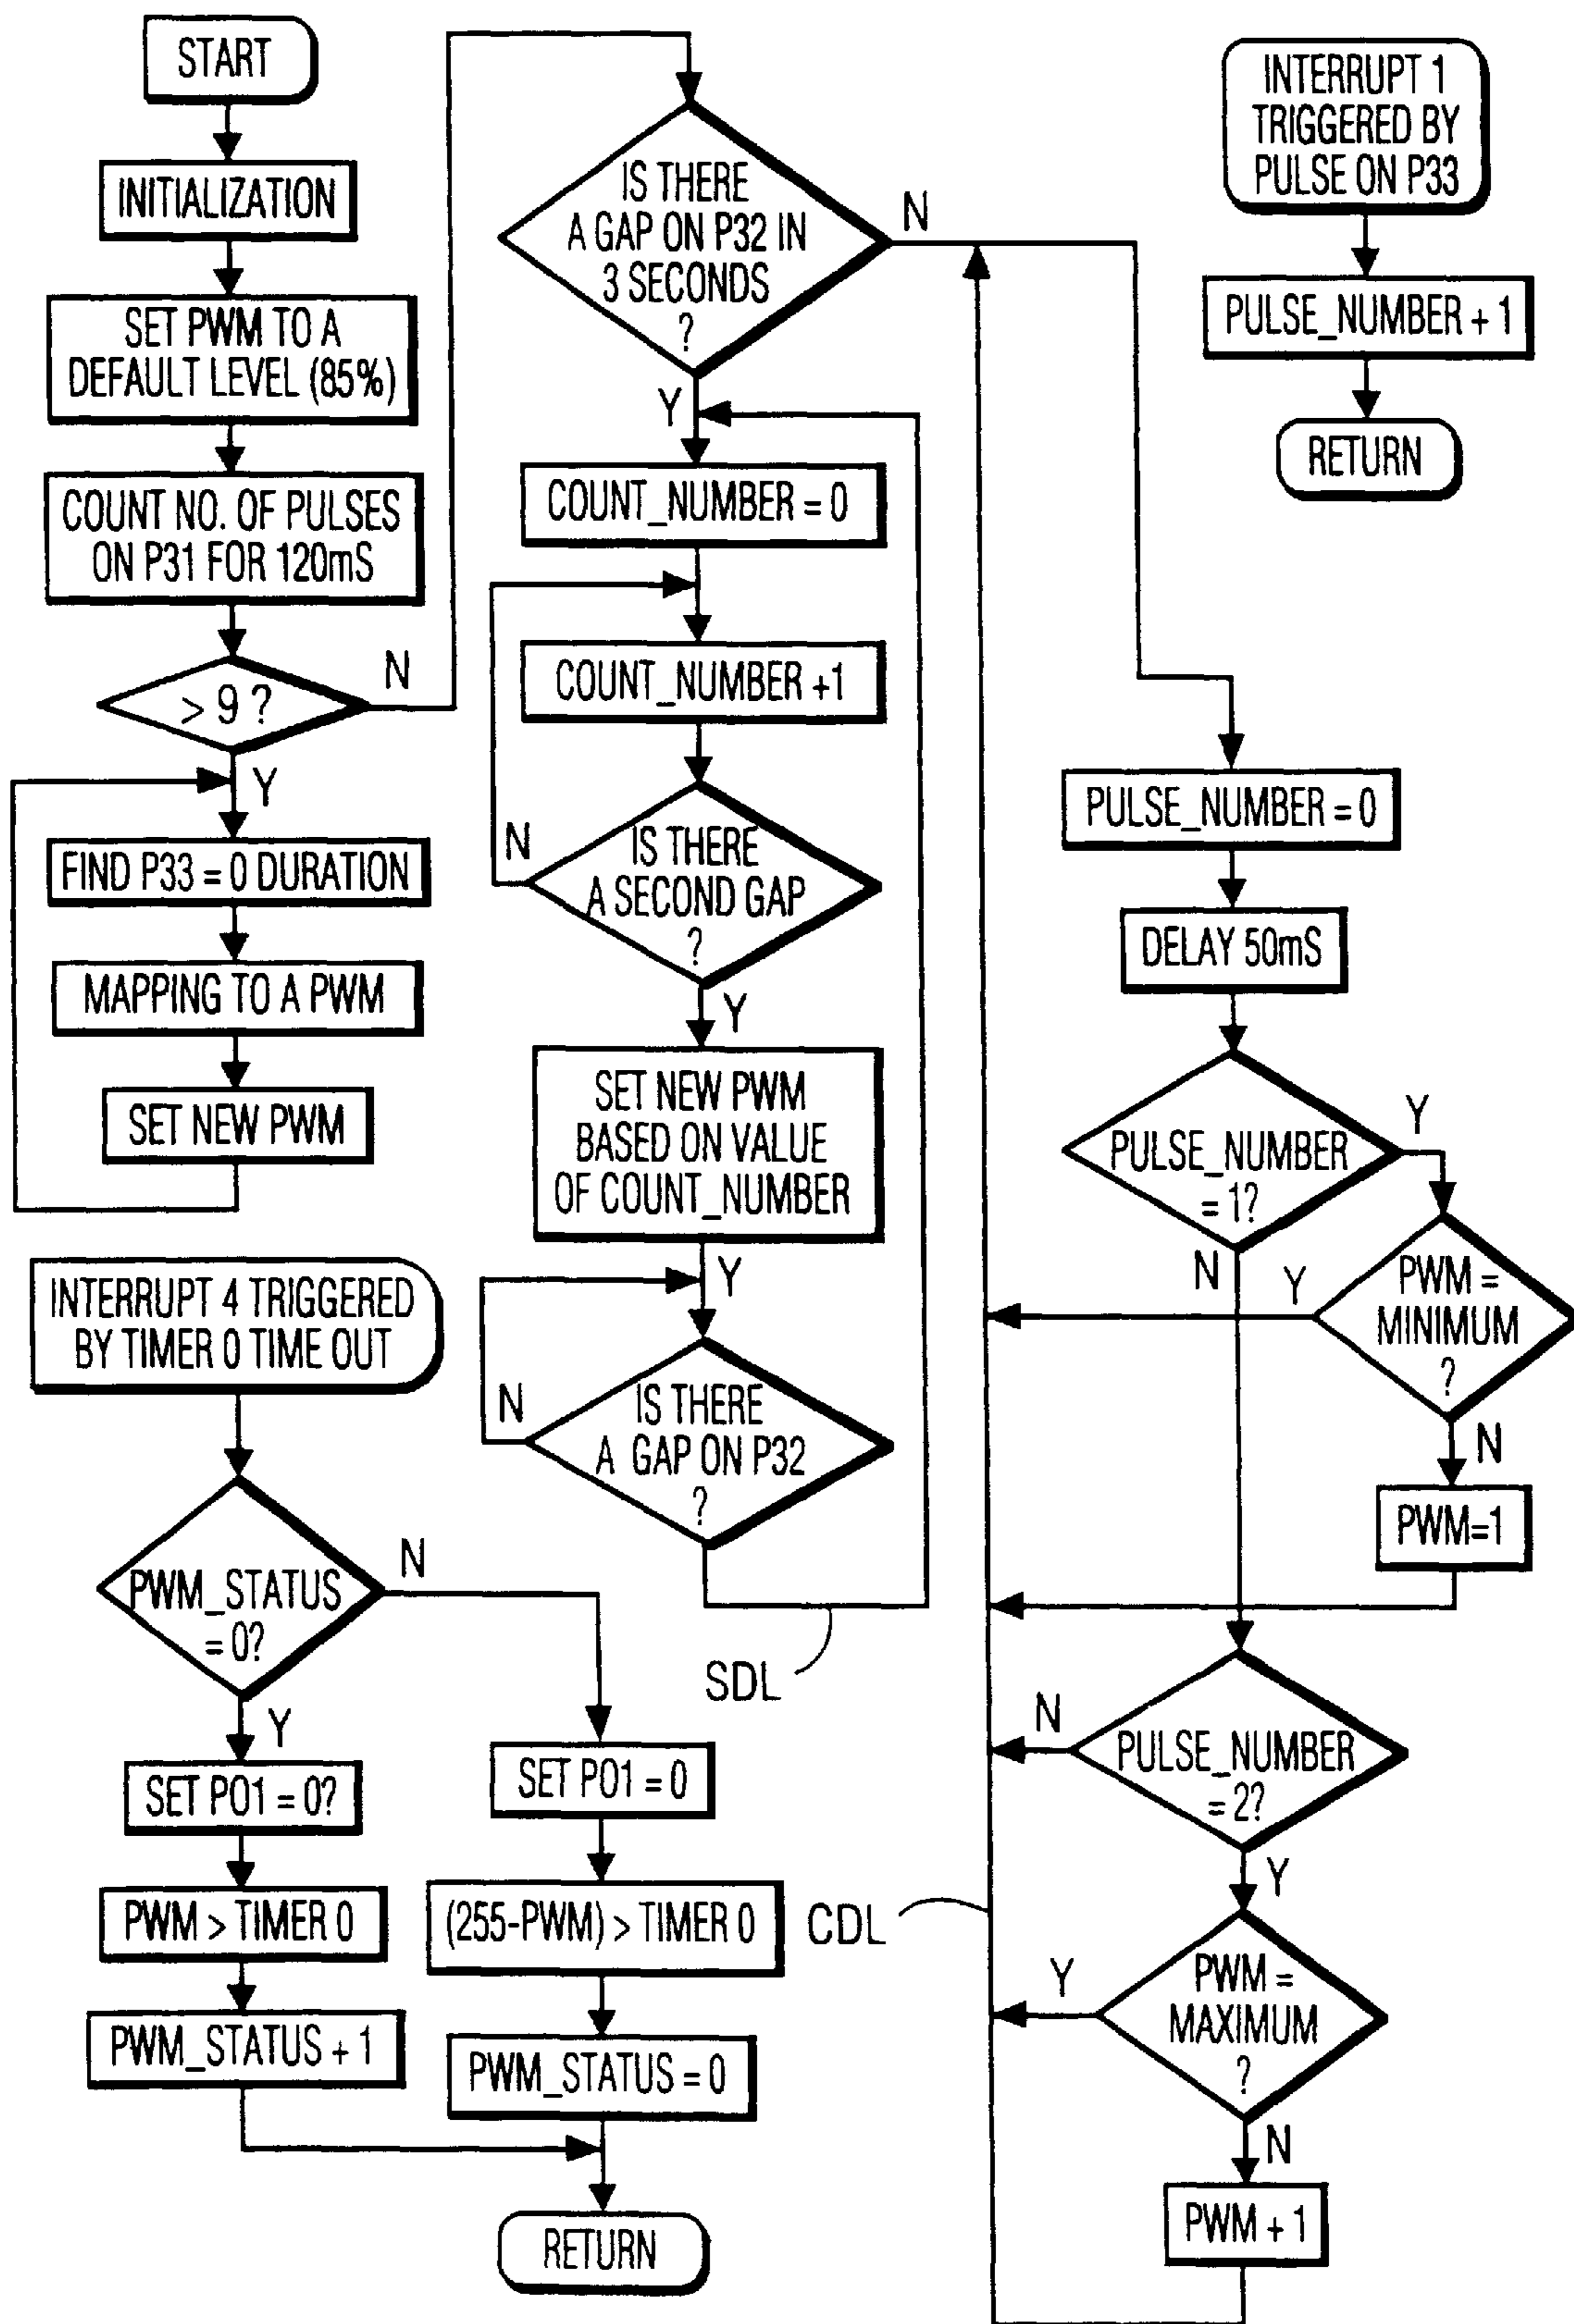 START
INITIALIZATION
SET PWM TO A
DEFAULT LEVEL (85%)
COUNT NO. OF PULSES
ON P31 FOR 120mS
> 9 ?
N
Y
FIND P33 = 0 DURATION
MAPPING TO A PWM
SET NEW PWM
INTERRUPT 4 TRIGGERED
BY TIMER 0 TIME OUT
PWM_STATUS
= 0?
N
Y
SET P01 = 0?
PWM > TIMER 0
PWM_STATUS + 1
SET P01 = 0
(255-PWM) > TIMER 0
PWM_STATUS = 0
RETURN
IS THERE
A GAP ON P32 IN
3 SECONDS
?
N
Y
COUNT_NUMBER = 0
COUNT_NUMBER +1
IS THERE
A SECOND GAP
?
N
Y
SET NEW PWM
BASED ON VALUE
OF COUNT_NUMBER
Y
IS THERE
A GAP ON P32
?
N
SDL
CDL
INTERRUPT 1
TRIGGERED BY
PULSE ON P33
PULSE_NUMBER + 1
RETURN
PULSE_NUMBER = 0
DELAY 50mS
PULSE_NUMBER
= 1?
Y
N
PWM =
MINIMUM
?
Y
N
PWM=1
PULSE_NUMBER
= 2?
N
Y
PWM =
MAXIMUM
?
Y
N
PWM + 1